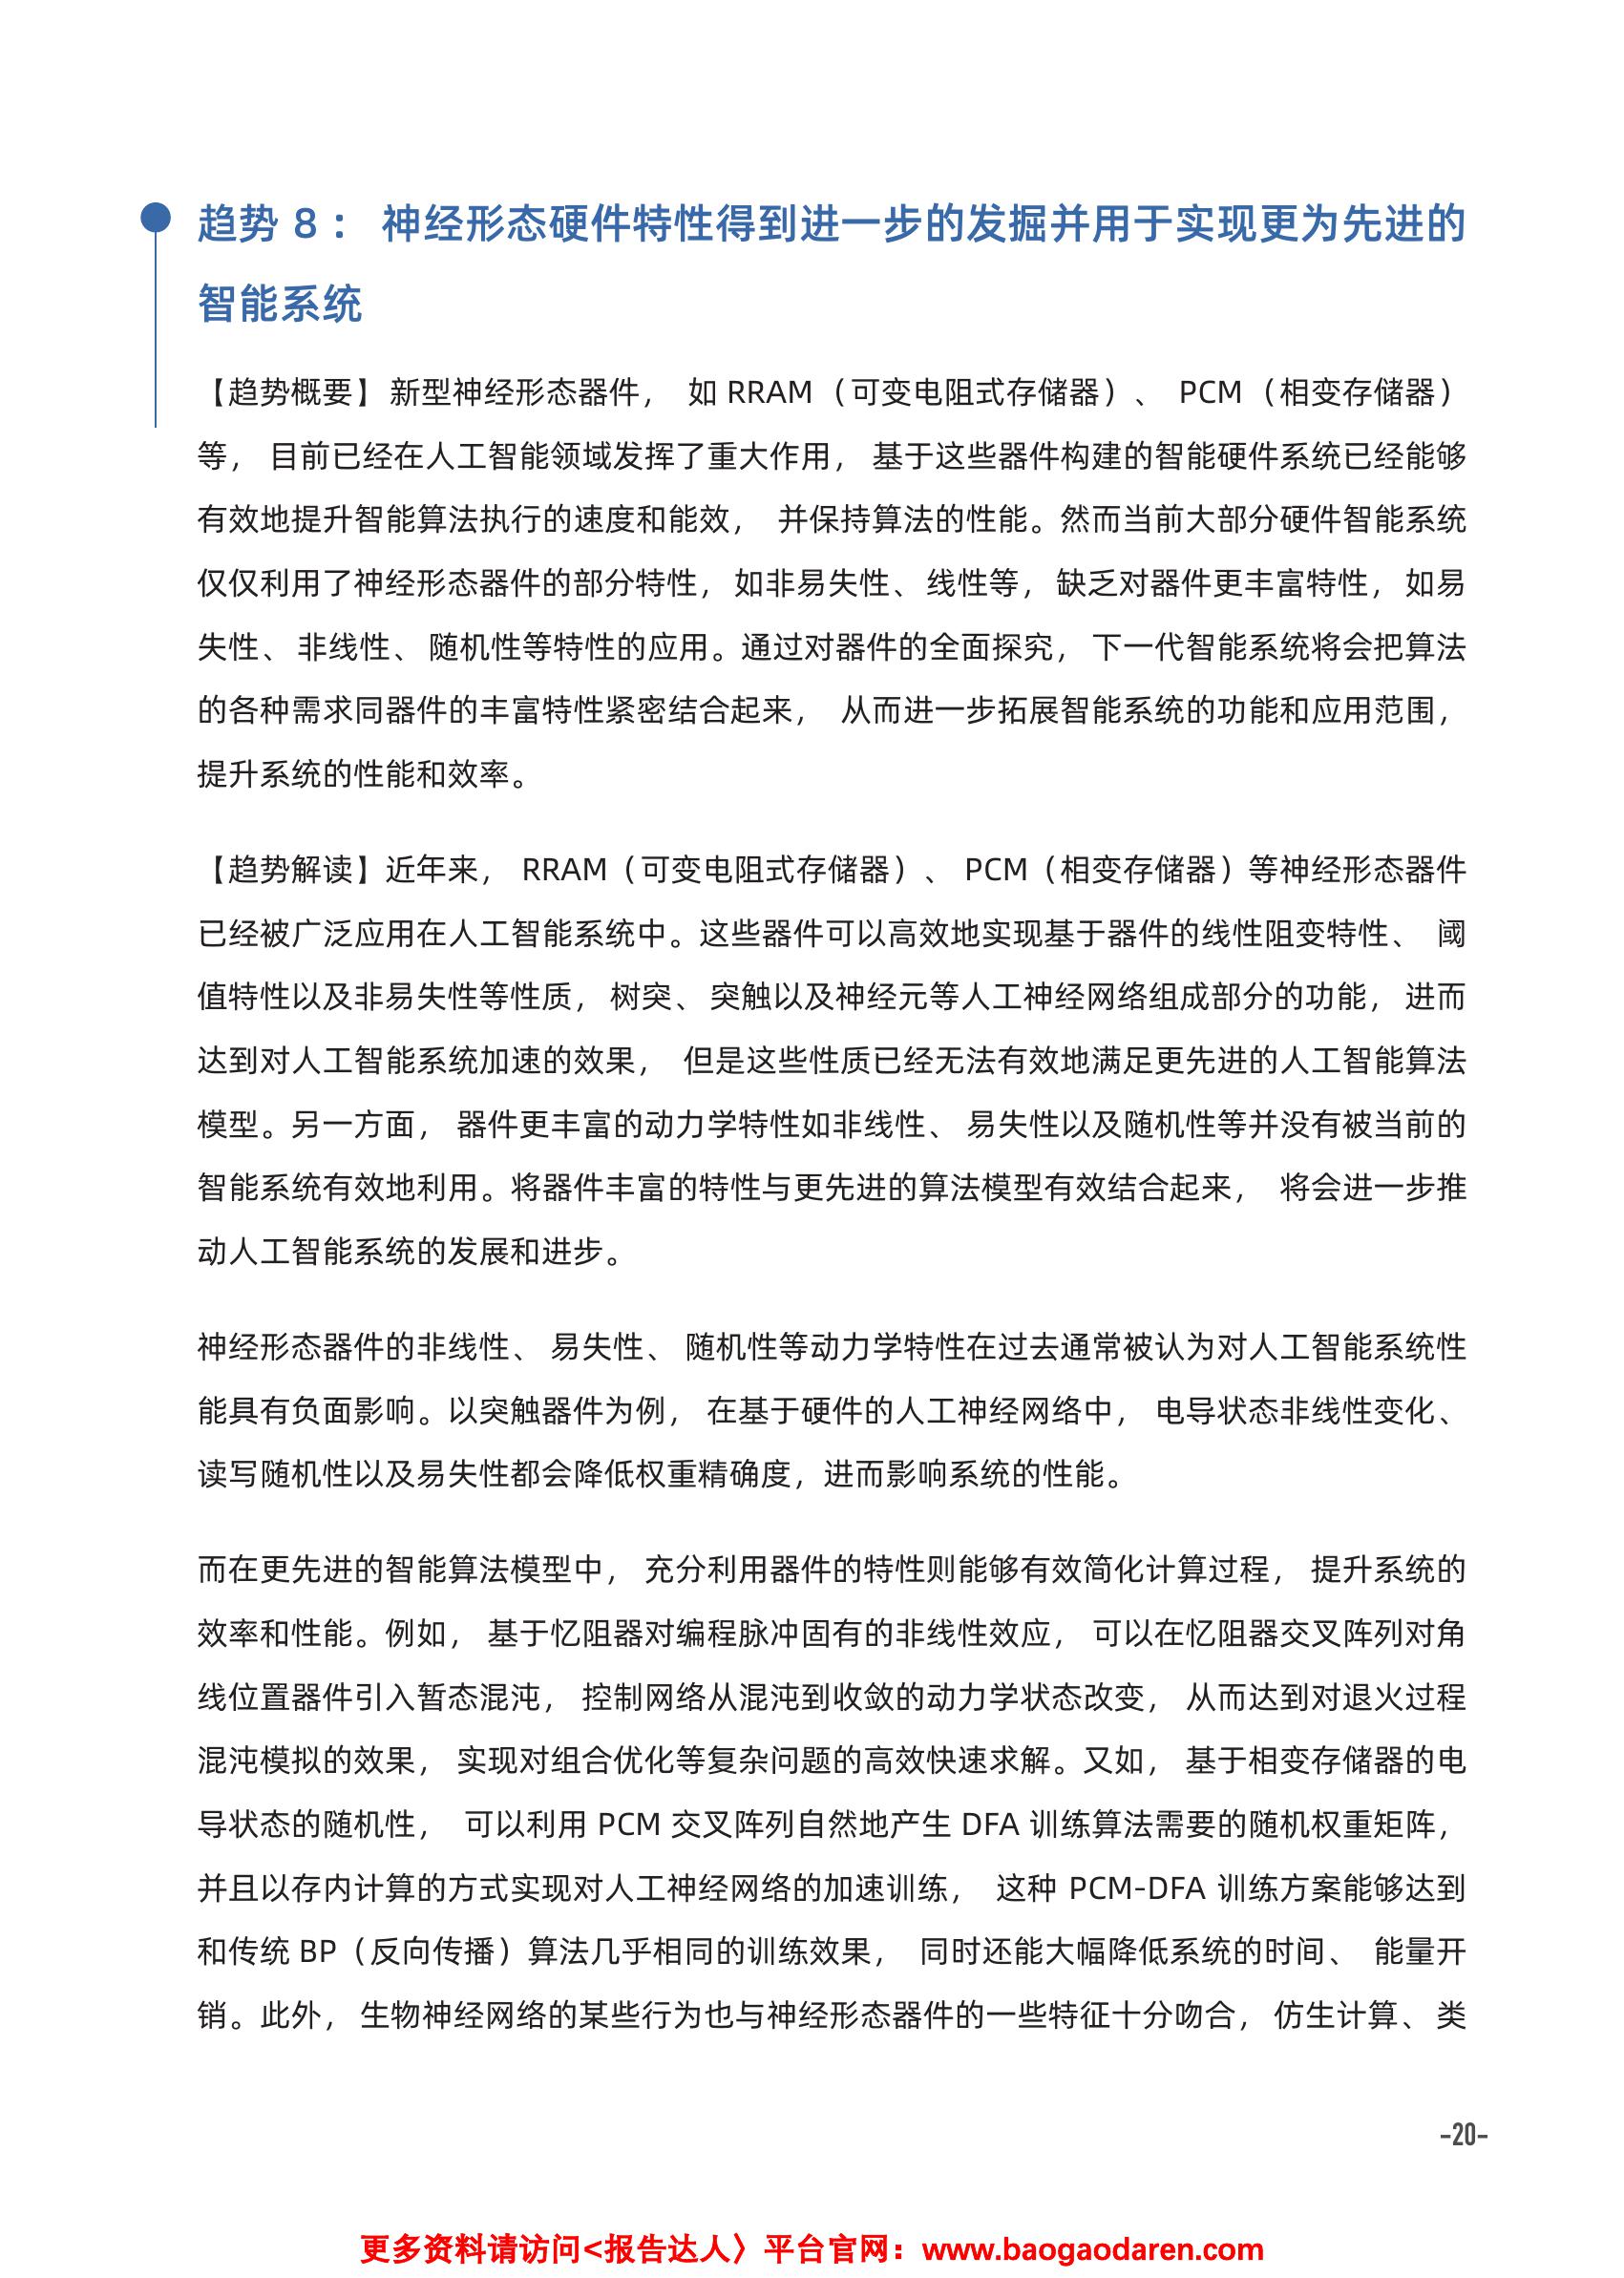 趋势 8： 神经形态硬件特性得到进一步的发掘并用于实现更为先进的
智能系统
【趋势概要】新型神经形态器件， 如 RRAM（可变电阻式存储器）、 PCM（相变存储器）
等， 目前已经在人工智能领域发挥了重大作用， 基于这些器件构建的智能硬件系统已经能够
有效地提升智能算法执行的速度和能效， 并保持算法的性能。然而当前大部分硬件智能系统
仅仅利用了神经形态器件的部分特性， 如非易失性、 线性等， 缺乏对器件更丰富特性， 如易
失性、 非线性、 随机性等特性的应用。通过对器件的全面探究， 下一代智能系统将会把算法
的各种需求同器件的丰富特性紧密结合起来， 从而进一步拓展智能系统的功能和应用范围，
提升系统的性能和效率。
【趋势解读】近年来， RRAM（可变电阻式存储器）、 PCM（相变存储器）等神经形态器件
已经被广泛应用在人工智能系统中。这些器件可以高效地实现基于器件的线性阻变特性、 阈
值特性以及非易失性等性质， 树突、 突触以及神经元等人工神经网络组成部分的功能， 进而
达到对人工智能系统加速的效果， 但是这些性质已经无法有效地满足更先进的人工智能算法
模型。另一方面， 器件更丰富的动力学特性如非线性、 易失性以及随机性等并没有被当前的
智能系统有效地利用。将器件丰富的特性与更先进的算法模型有效结合起来， 将会进一步推
动人工智能系统的发展和进步。
神经形态器件的非线性、 易失性、 随机性等动力学特性在过去通常被认为对人工智能系统性
能具有负面影响。以突触器件为例， 在基于硬件的人工神经网络中， 电导状态非线性变化、
读写随机性以及易失性都会降低权重精确度，进而影响系统的性能。
而在更先进的智能算法模型中， 充分利用器件的特性则能够有效简化计算过程， 提升系统的
效率和性能。例如， 基于忆阻器对编程脉冲固有的非线性效应， 可以在忆阻器交叉阵列对角
线位置器件引入暂态混沌， 控制网络从混沌到收敛的动力学状态改变， 从而达到对退火过程
混沌模拟的效果， 实现对组合优化等复杂问题的高效快速求解。又如， 基于相变存储器的电
导状态的随机性， 可以利用 PCM 交叉阵列自然地产生 DFA 训练算法需要的随机权重矩阵，
并且以存内计算的方式实现对人工神经网络的加速训练， 这种 PCM-DFA 训练方案能够达到
和传统 BP（反向传播）算法几乎相同的训练效果， 同时还能大幅降低系统的时间、 能量开
销。此外， 生物神经网络的某些行为也与神经形态器件的一些特征十分吻合， 仿生计算、 类
-20-
更多资料请访问<报告达人〉平台官网：www.baogaodaren.com